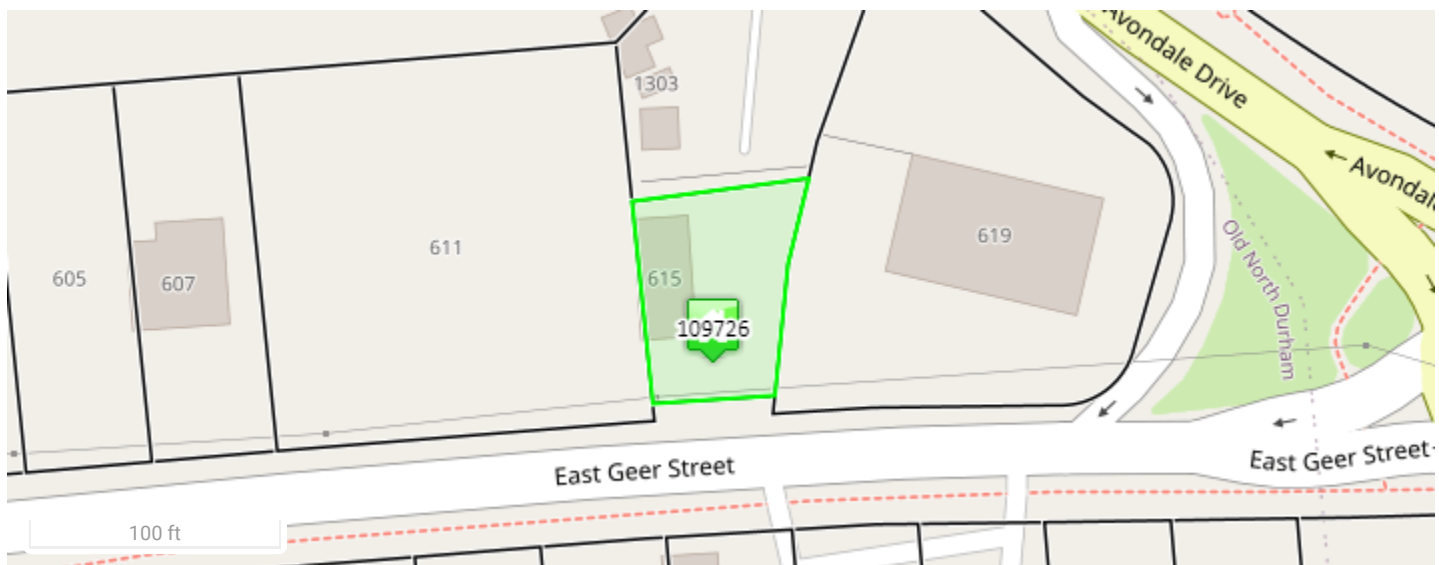 Avondale Drive
1303
Avondal
611
619
605
607
615
Old North Durham
109726
East Geer Street
East Geer Street
100 ft